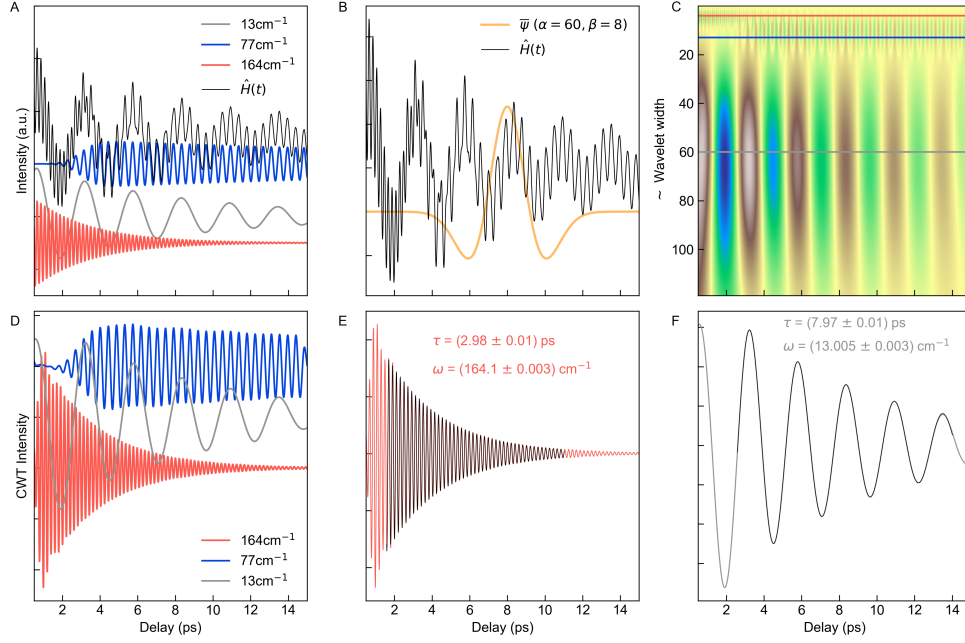 A
13cm⁻¹
77cm⁻¹
164cm⁻¹
Ĥ(t)
Intensity (a.u.)
B
ψ̅ (α = 60, β = 8)
Ĥ(t)
C
20
40
60
80
100
~ Wavelet width
D
164cm⁻¹
77cm⁻¹
13cm⁻¹
CWT Intensity
2 4 6 8 10 12 14
Delay (ps)
E
τ = (2.98 ± 0.01) ps
ω = (164.1 ± 0.003) cm⁻¹
2 4 6 8 10 12 14
Delay (ps)
F
τ = (7.97 ± 0.01) ps
ω = (13.005 ± 0.003) cm⁻¹
2 4 6 8 10 12 14
Delay (ps)